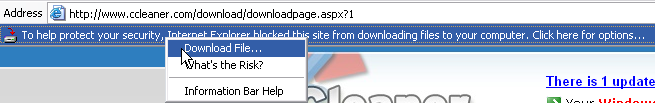 Address http://www.ccleaner.com/download/downloadpage.aspx?1
To help protect your security, Internet Explorer blocked this site from downloading files to your computer. Click here for options...
Download File...
What's the Risk?
Information Bar Help
Cleaner
There is 1 update
Your Windows